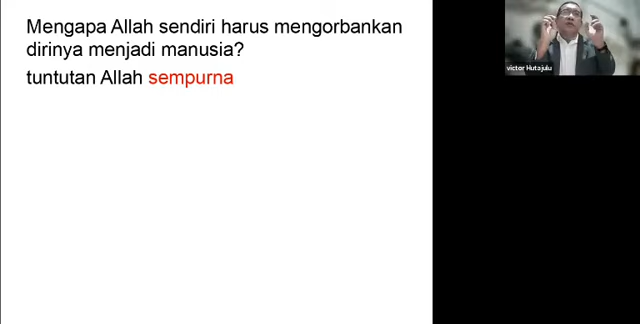 Mengapa Allah sendiri harus mengorbankan
dirinya menjadi manusia?
tuntutan Allah sempurna
victor Hutajulu